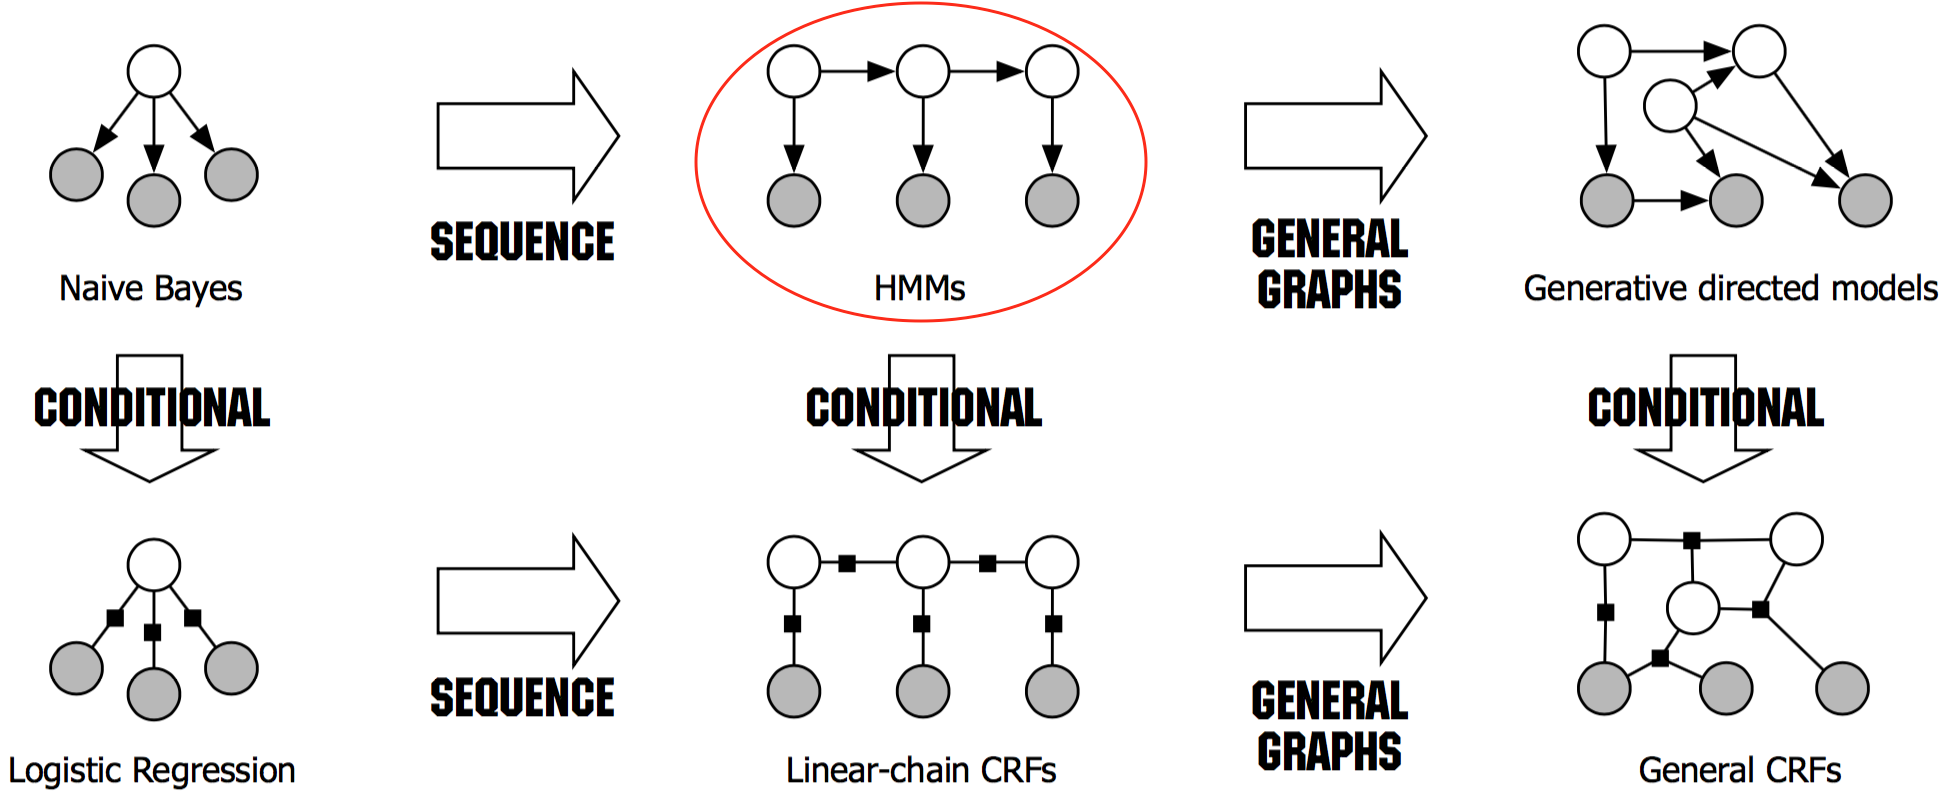 SEQUENCE
GENERAL
GRAPHS
Naive Bayes
HMMs
Generative directed models
CONDITIONAL
CONDITIONAL
CONDITIONAL
SEQUENCE
GENERAL
GRAPHS
Logistic Regression
Linear-chain CRFs
General CRFs